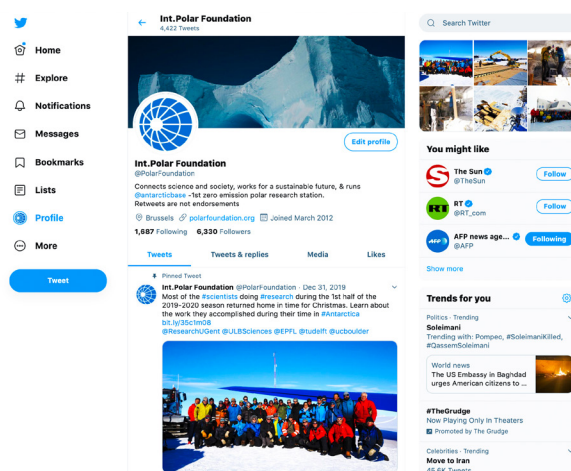 Home
Explore
Notifications
Messages
Bookmarks
Lists
Profile
More
Tweet
Int.Polar Foundation
4,422 Tweets
Edit profile
Int.Polar Foundation
@PolarFoundation
Connects science and society, works for a sustainable future, & runs
@antarcticbase -1st zero emission polar research station.
Retweets are not endorsements
Brussels polarfoundation.org Joined March 2012
1,687 Following 6,330 Followers
Tweets Tweets & replies Media Likes
Pinned Tweet
Int.Polar Foundation @PolarFoundation · Dec 31, 2019
Most of the #scientists doing #research during the 1st half of the
2019-2020 season returned home in time for Christmas. Learn about
the work they accomplished during their time in #Antarctica
bit.ly/35c1m08
@ResearchUGent @ULBSciences @EPFL @tudelft @ucboulder
Search Twitter
You might like
The Sun
@TheSun
Follow
RT
@RT_com
Follow
AFP news age...
@AFP
Following
Show more
Trends for you
Politics · Trending
Soleimani
Trending with: Pompeo, #SoleimaniKilled,
#QassemSoleimani
World news
The US Embassy in Baghdad
urges American citizens to ...
#TheGrudge
Now Playing Only In Theaters
Promoted by The Grudge
Celebrities · Trending
Move to Iran
45.6K Tweets